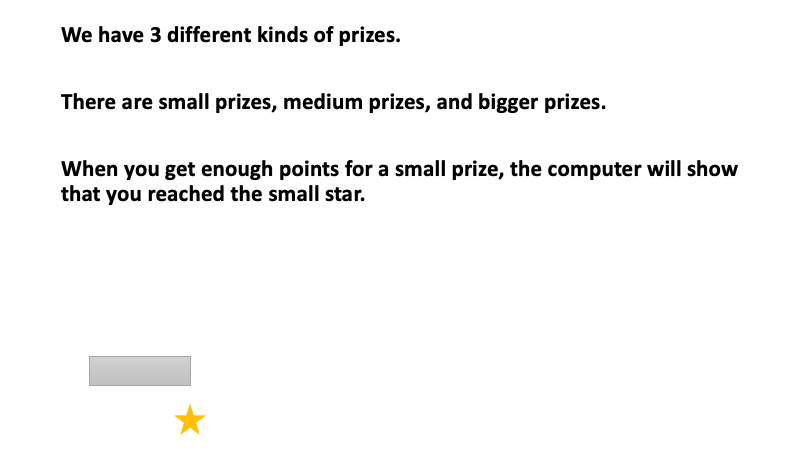 We have 3 different kinds of prizes.
There are small prizes, medium prizes, and bigger prizes.
When you get enough points for a small prize, the computer will show
that you reached the small star.